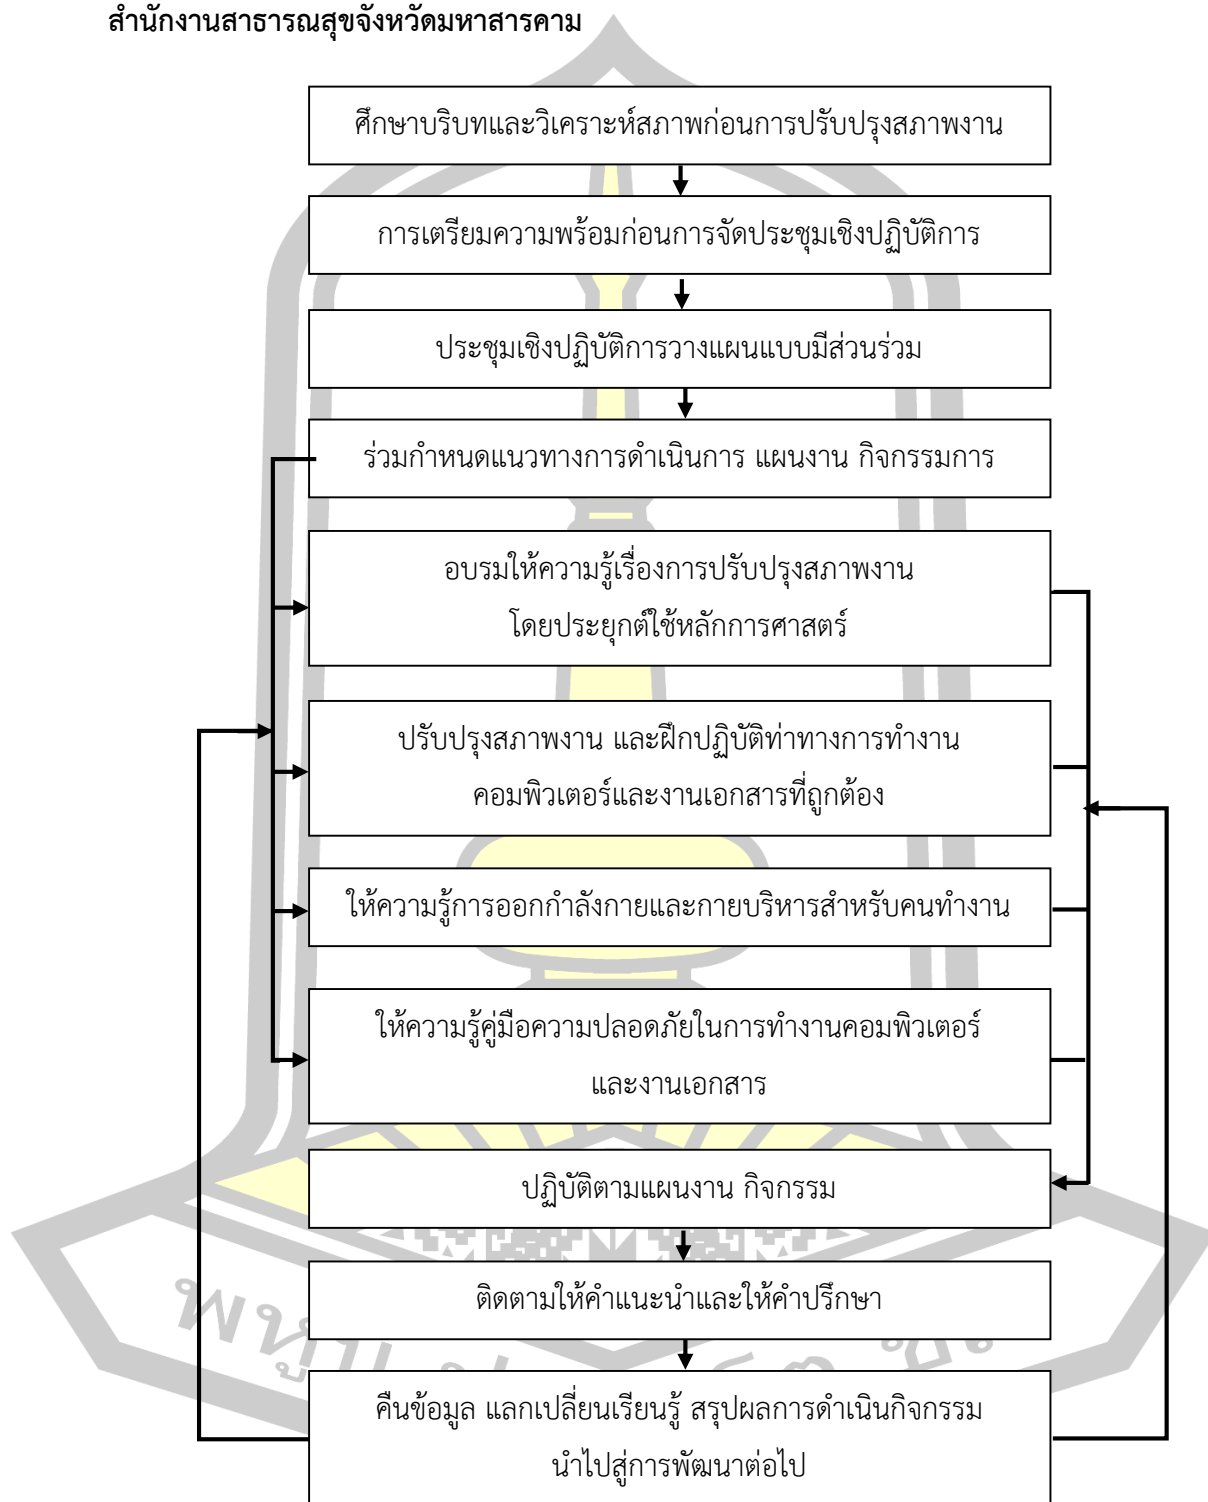 สำนักงานสาธารณสุขจังหวัดมหาสารคาม
ศึกษาบริบทและวิเคราะห์สภาพก่อนการปรับปรุงสภาพงาน
การเตรียมความพร้อมก่อนการจัดประชุมเชิงปฏิบัติการ
ประชุมเชิงปฏิบัติการวางแผนแบบมีส่วนร่วม
ร่วมกำหนดแนวทางการดำเนินการ แผนงาน กิจกรรมการ
อบรมให้ความรู้เรื่องการปรับปรุงสภาพงาน
โดยประยุกต์ใช้หลักการศาสตร์
ปรับปรุงสภาพงาน และฝึกปฏิบัติท่าทางการทำงาน
คอมพิวเตอร์และงานเอกสารที่ถูกต้อง
ให้ความรู้การออกกำลังกายและกายบริหารสำหรับคนทำงาน
ให้ความรู้คู่มือความปลอดภัยในการทำงานคอมพิวเตอร์
และงานเอกสาร
ปฏิบัติตามแผนงาน กิจกรรม
ติดตามให้คำแนะนำและให้คำปรึกษา
คืนข้อมูล แลกเปลี่ยนเรียนรู้ สรุปผลการดำเนินกิจกรรม
นำไปสู่การพัฒนาต่อไป